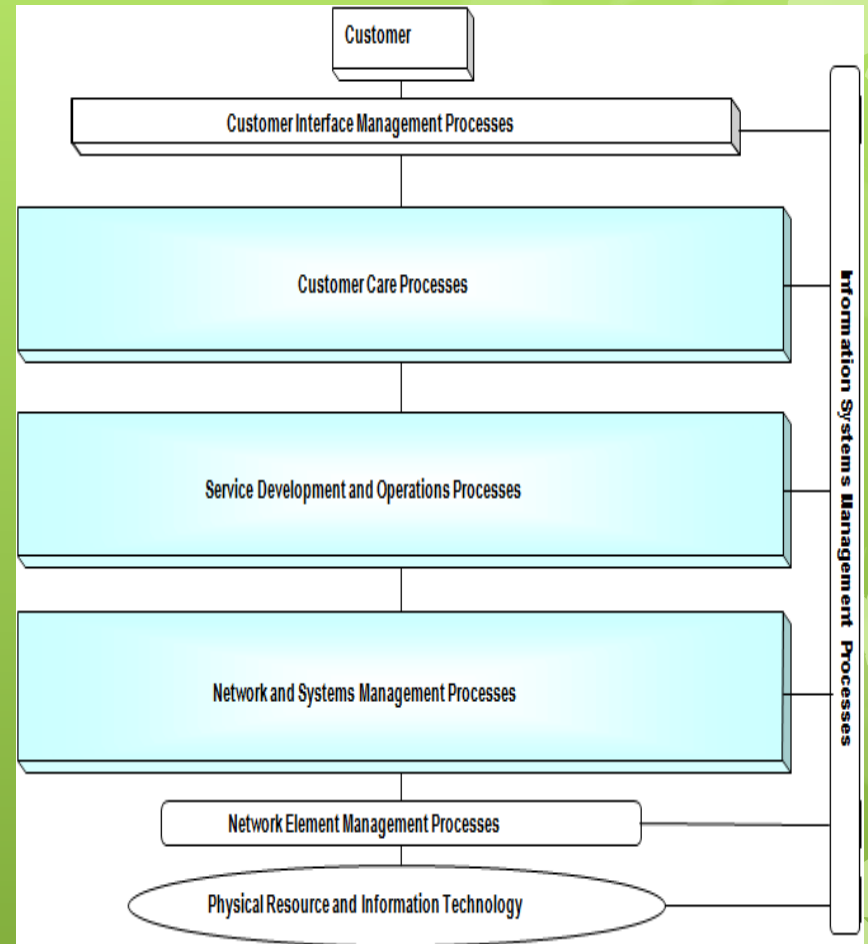 Customer
Customer Interface Management Processes
Customer Care Processes
Service Development and Operations Processes
Network and Systems Management Processes
Network Element Management Processes
Physical Resource and Information Technology
Information Systems Management Processes